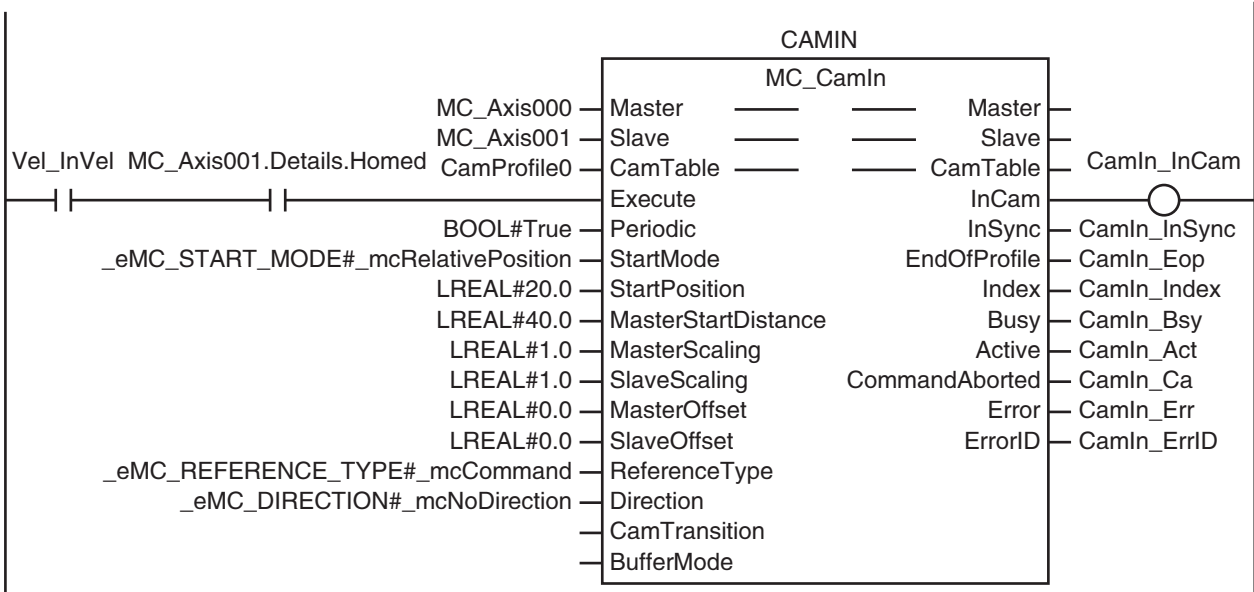 CAMIN
MC_CamIn
MC_Axis000 Master Master
MC_Axis001 Slave Slave
Vel_InVel MC_Axis001.Details.Homed CamProfile0 CamTable CamTable CamIn_InCam
Execute InCam
BOOL#True Periodic InSync CamIn_InSync
_eMC_START_MODE#_mcRelativePosition StartMode EndOfProfile CamIn_Eop
LREAL#20.0 StartPosition Index CamIn_Index
LREAL#40.0 MasterStartDistance Busy CamIn_Bsy
LREAL#1.0 MasterScaling Active CamIn_Act
LREAL#1.0 SlaveScaling CommandAborted CamIn_Ca
LREAL#0.0 MasterOffset Error CamIn_Err
LREAL#0.0 SlaveOffset ErrorID CamIn_ErrID
_eMC_REFERENCE_TYPE#_mcCommand ReferenceType
_eMC_DIRECTION#_mcNoDirection Direction
CamTransition
BufferMode